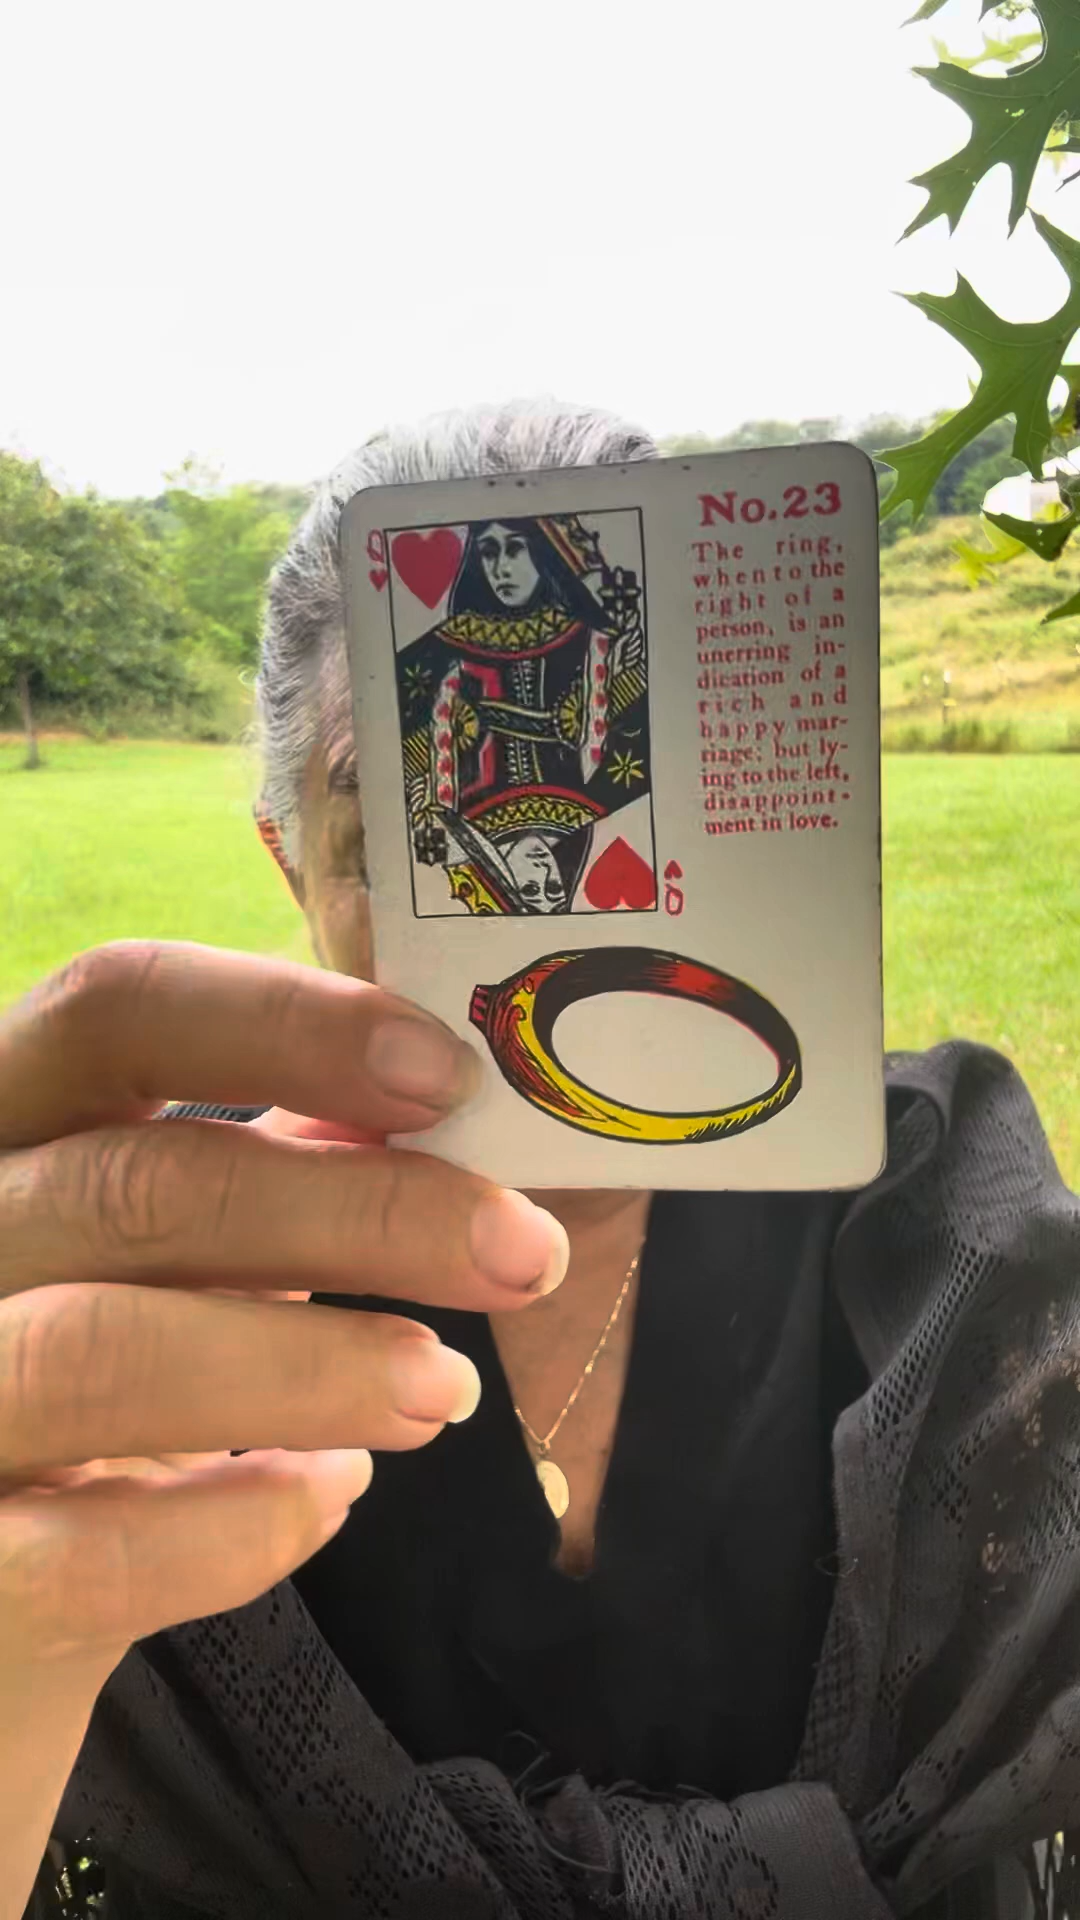 No.23
Q
The ring,
when to the
right of a
person, is an
unerring in-
dication of a
rich and
happy mar-
riage; but ly-
ing to the left,
disappoint-
ment in love.
Q